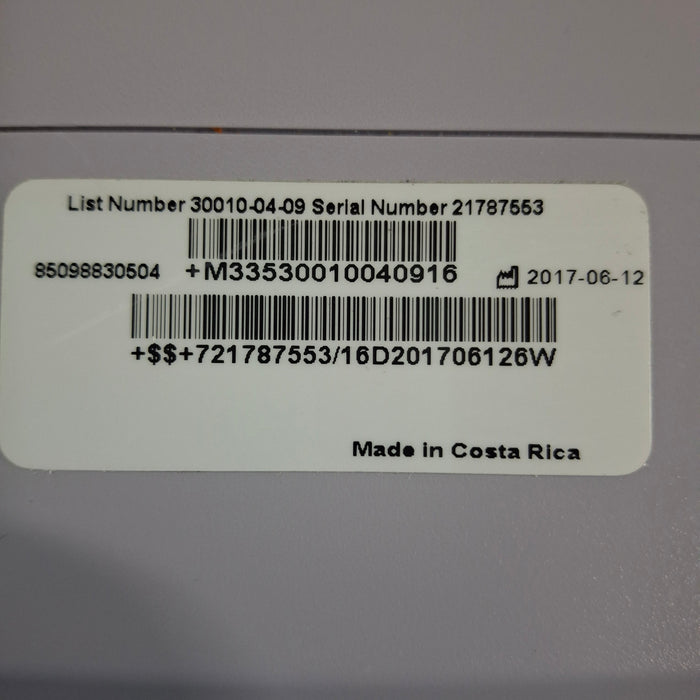 List Number 30010-04-09 Serial Number 21787553
85098830504 +M33530010040916 2017-06-12
+$$+721787553/16D201706126W
Made in Costa Rica